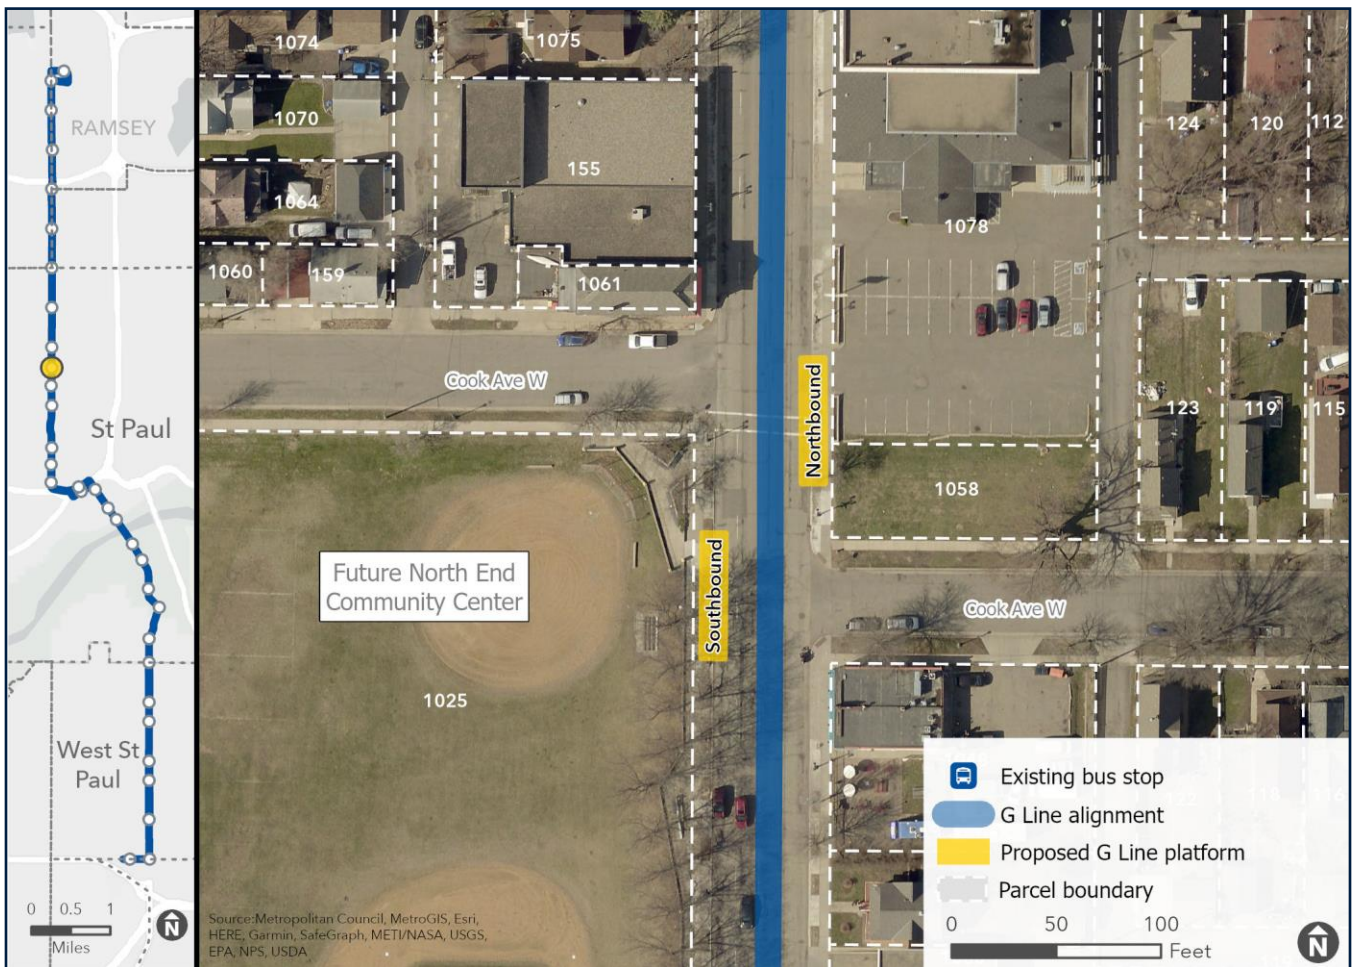 RAMSEY
St Paul
West St
Paul
0 0.5 1
Miles
N
1074
1075
1070
155
1064
1060
159
1061
124
120
112
1078
Cook Ave W
Northbound
123
119
115
1058
Southbound
Future North End
Community Center
Cook Ave W
1025
Existing bus stop
G Line alignment
Proposed G Line platform
Parcel boundary
0 50 100
Feet
N
Source:Metropolitan Council, MetroGIS, Esri,
HERE, Garmin, SafeGraph, METI/NASA, USGS,
EPA, NPS, USDA